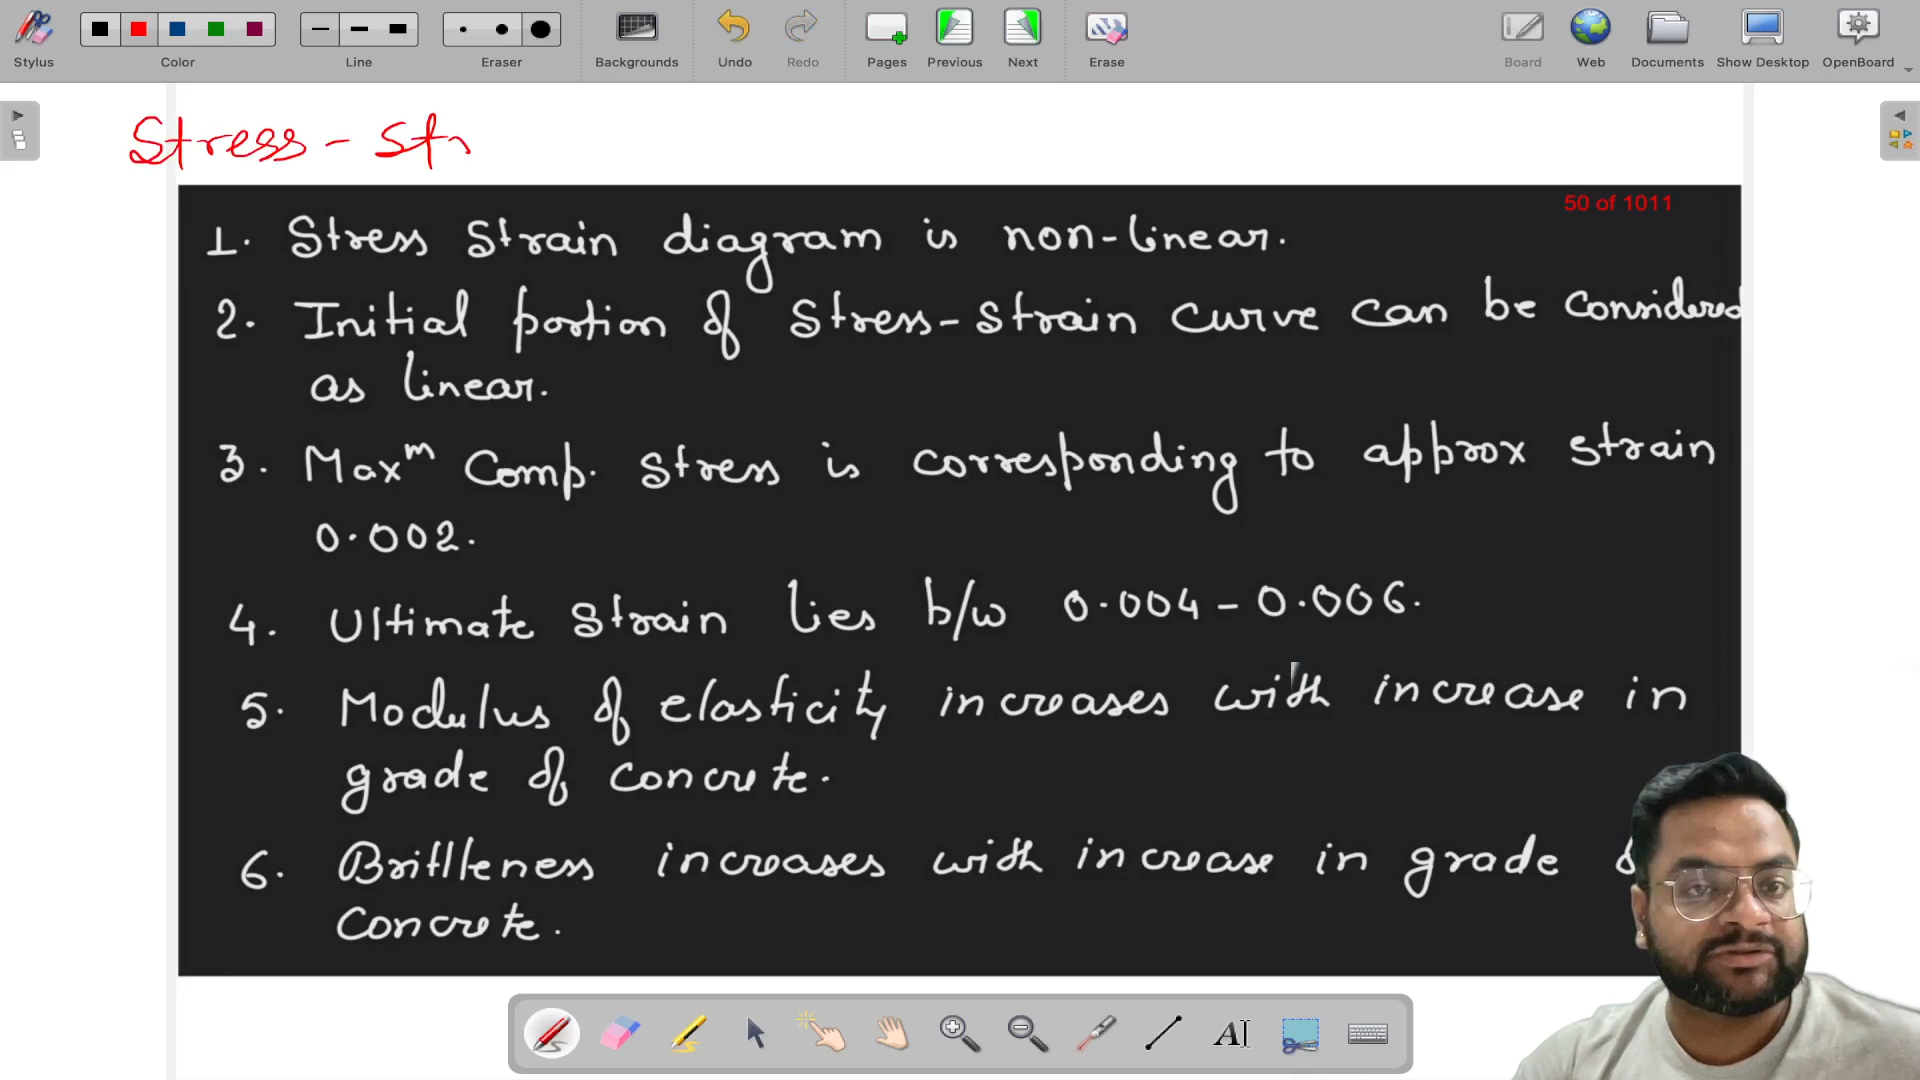 Stylus
Color
Line
Eraser
Backgrounds
Undo
Redo
Pages
Previous
Next
Erase
Board
Web
Documents
Show Desktop
OpenBoard
Stress - Str
50 of 1011
1. Stress Strain diagram is non-linear.
2. Initial portion of Stress-Strain curve can be considered
as linear.
3. Maxᵐ Comp. stress is corresponding to approx strain
0.002.
4. Ultimate strain lies b/w 0.004 - 0.006.
5. Modulus of elasticity increases with increase in
grade of concrete.
6. Brittleness increases with increase in grade
concrete.